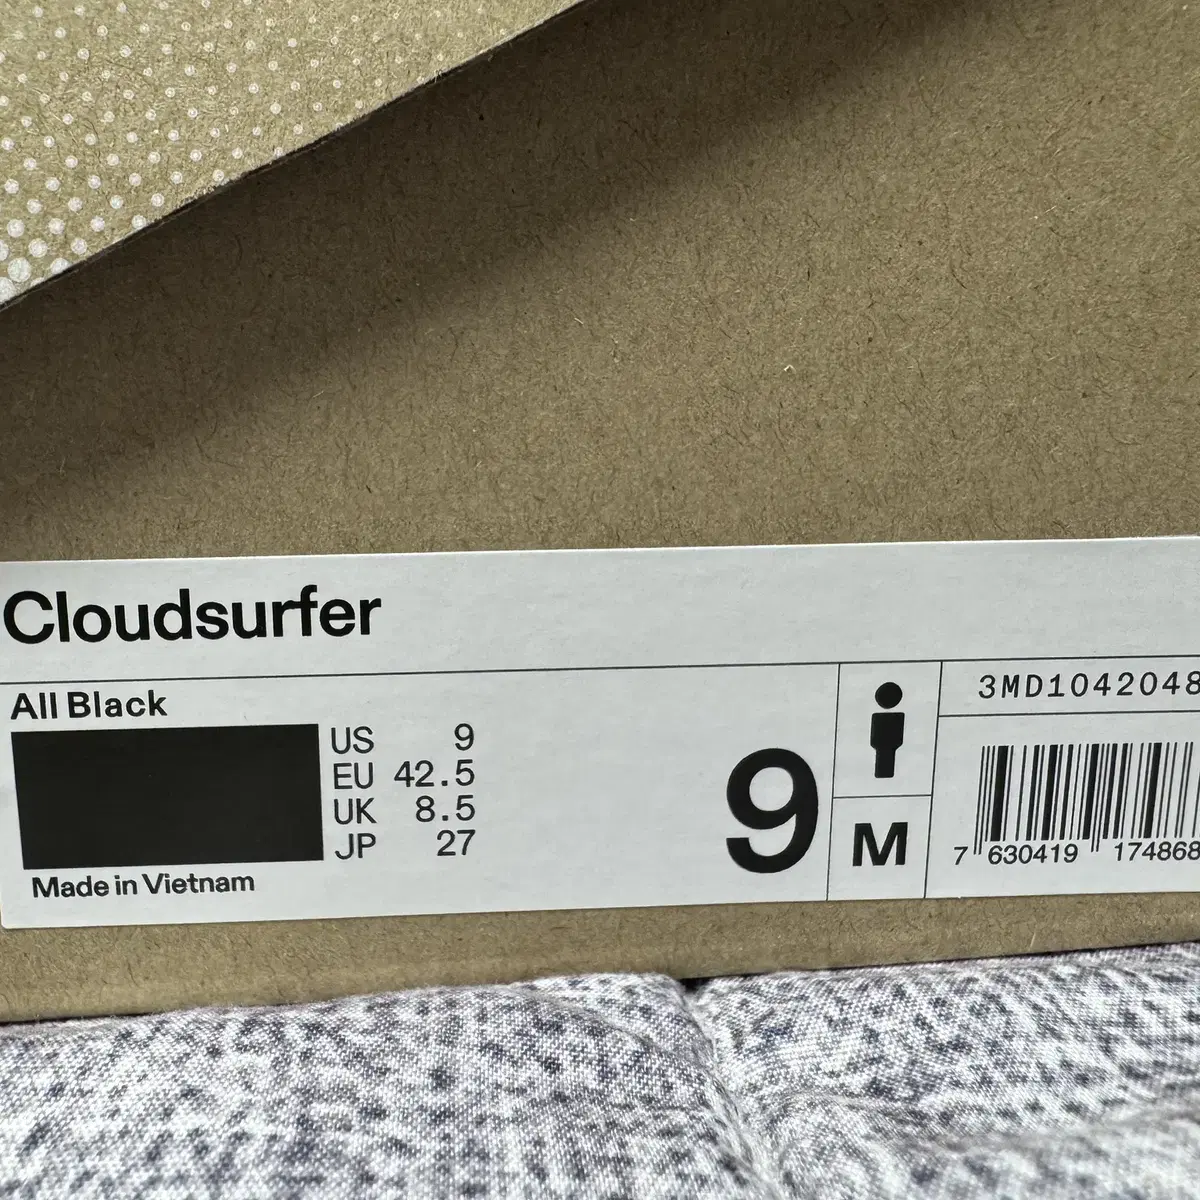 Cloudsurfer
All Black
US 9
EU 42.5
UK 8.5
JP 27
Made in Vietnam
9
M
3MD1042048
7 630419 174868